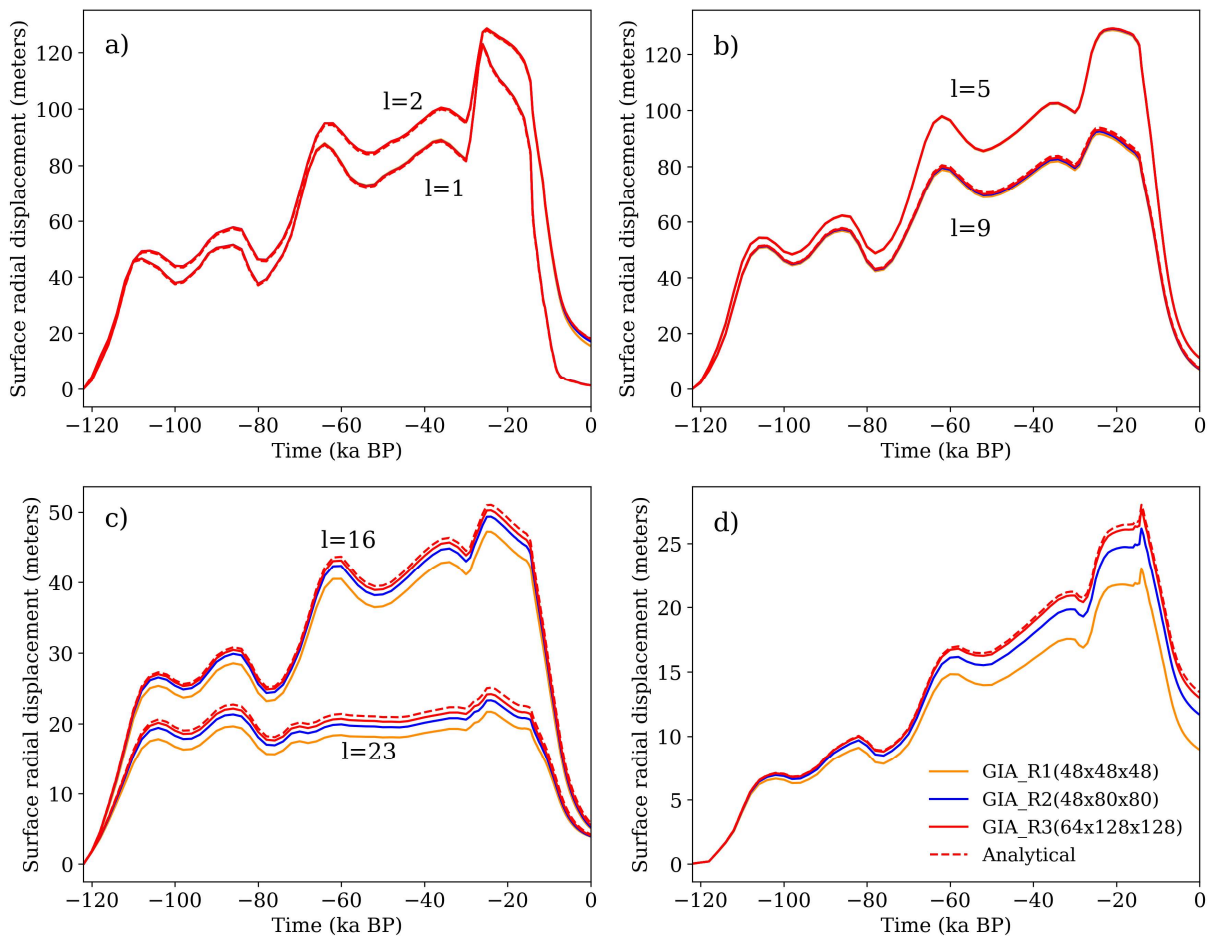 a)
l=2
l=1
Surface radial displacement (meters)
0
20
40
60
80
100
120
−120
−100
−80
−60
−40
−20
0
Time (ka BP)
b)
l=5
l=9
Surface radial displacement (meters)
0
20
40
60
80
100
120
−120
−100
−80
−60
−40
−20
0
Time (ka BP)
c)
l=16
l=23
Surface radial displacement (meters)
0
10
20
30
40
50
−120
−100
−80
−60
−40
−20
0
Time (ka BP)
d)
Surface radial displacement (meters)
0
5
10
15
20
25
−120
−100
−80
−60
−40
−20
0
Time (ka BP)
GIA_R1(48x48x48)
GIA_R2(48x80x80)
GIA_R3(64x128x128)
Analytical